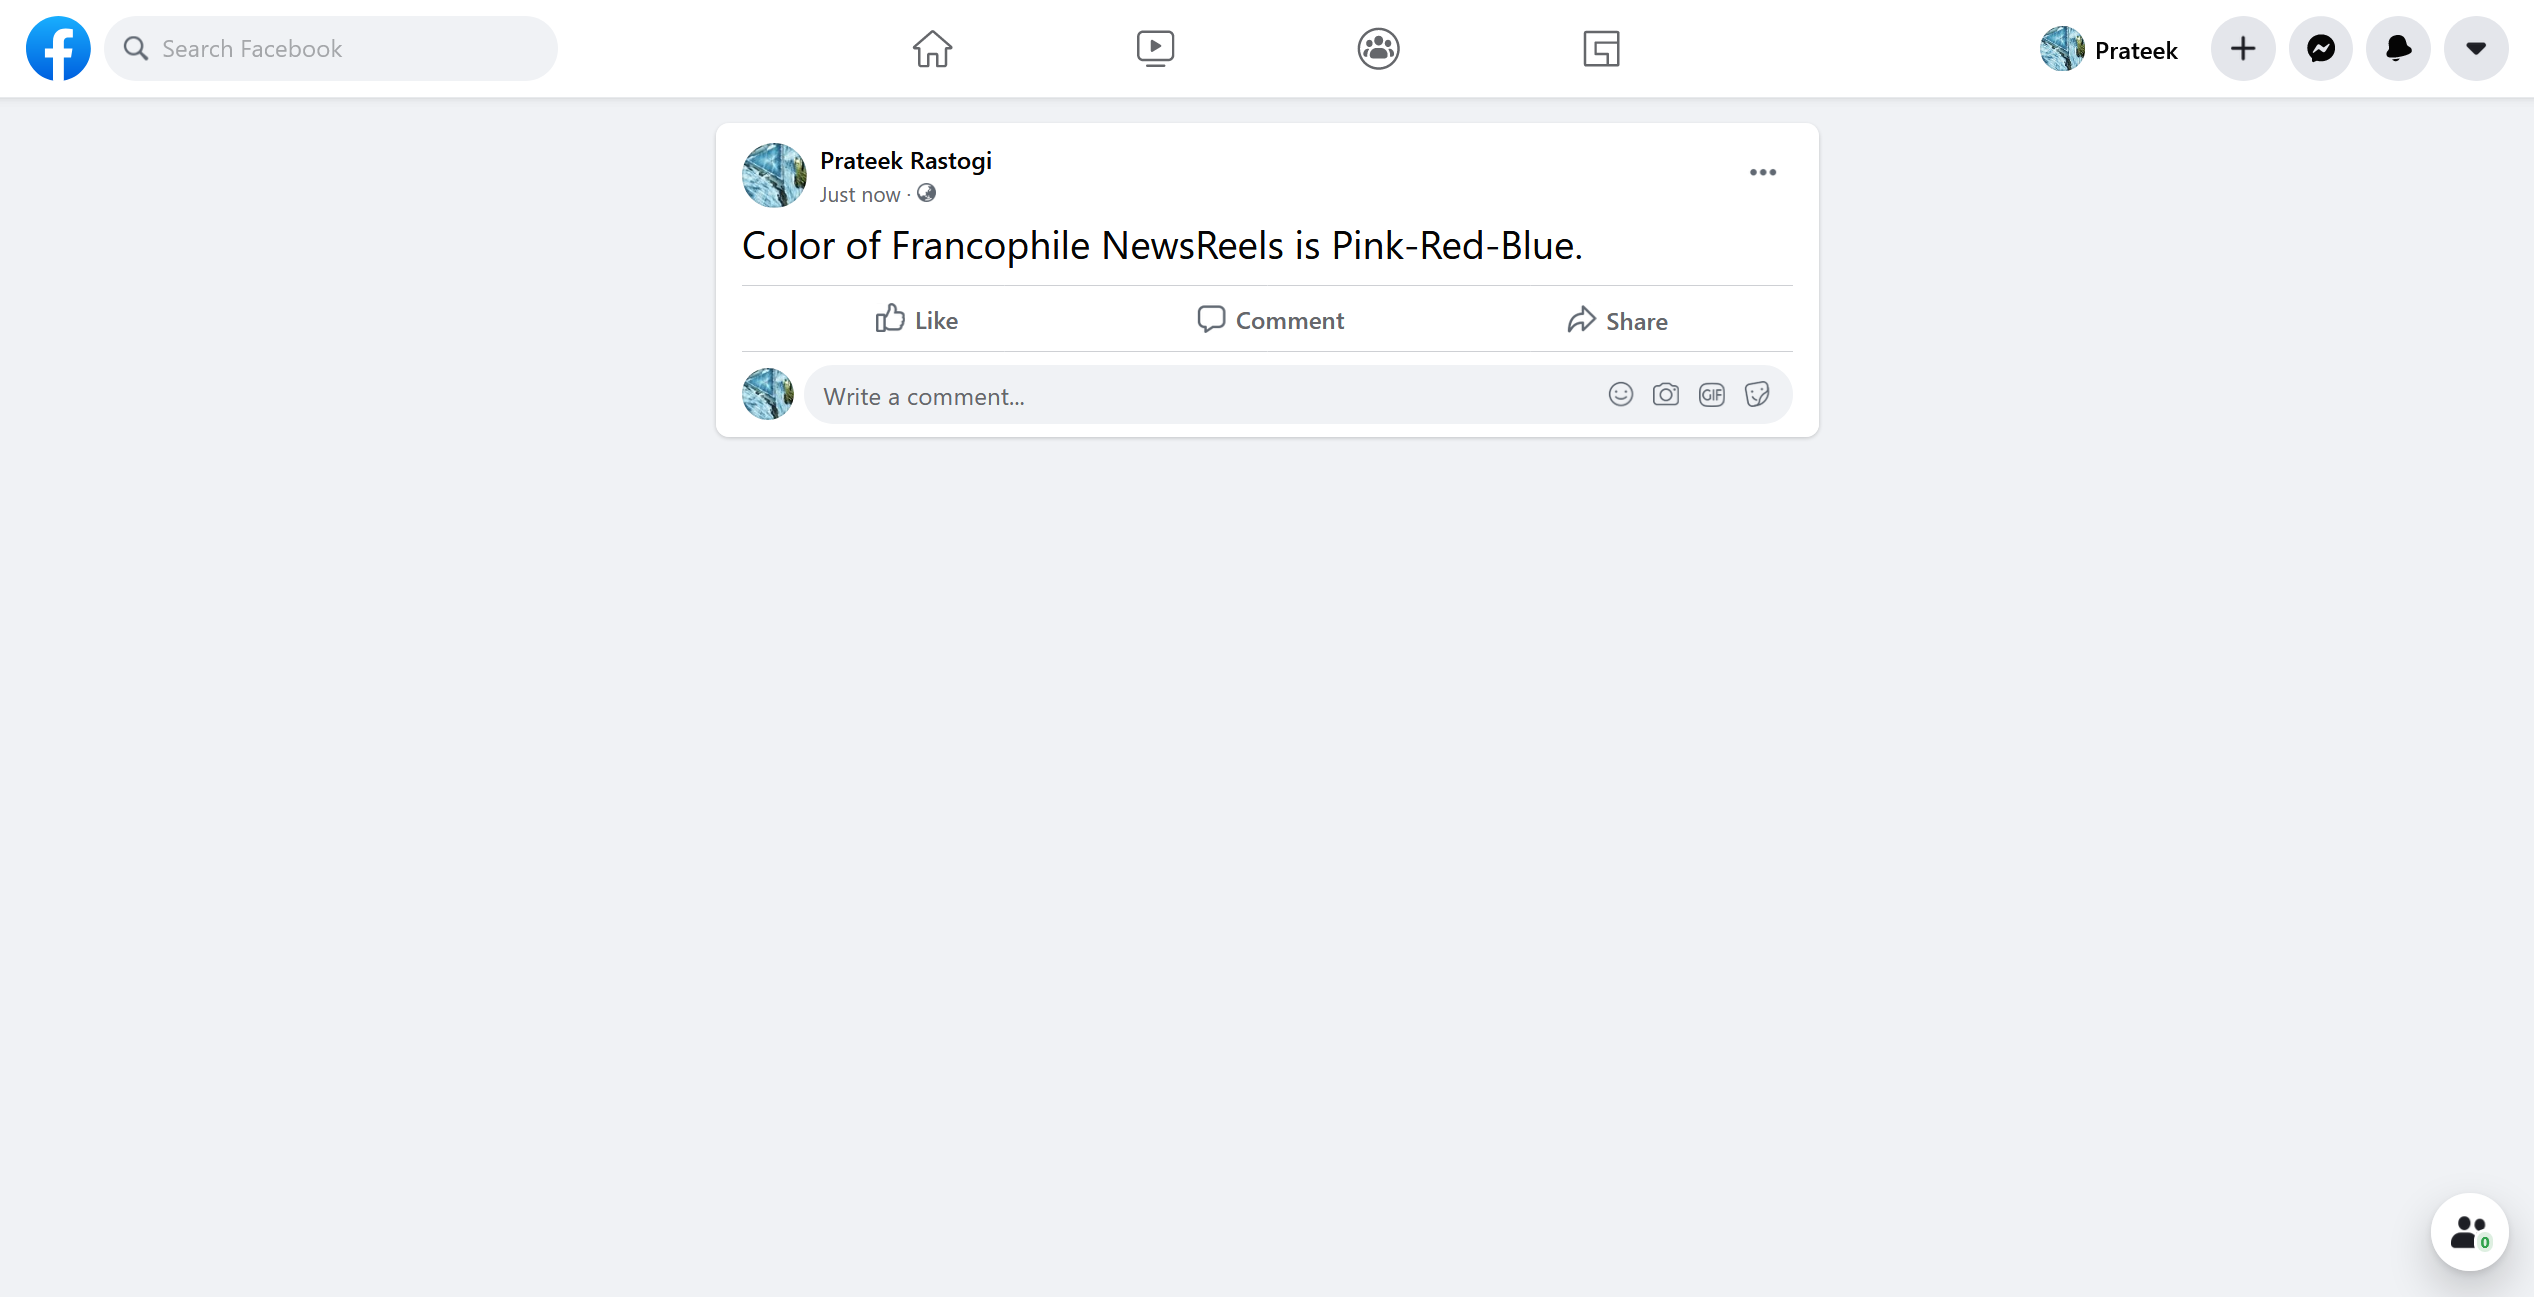 Search Facebook
Prateek
Prateek Rastogi
Just now ·
Color of Francophile NewsReels is Pink-Red-Blue.
Like Comment Share
Write a comment...
GIF
0